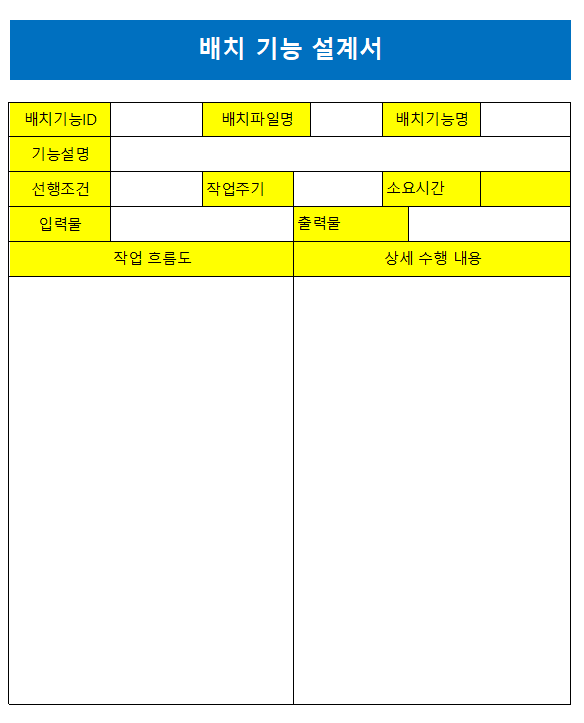 배치 기능 설계서
배치기능ID 배치파일명 배치기능명
기능설명
선행조건 작업주기 소요시간
입력물 출력물
작업 흐름도 상세 수행 내용